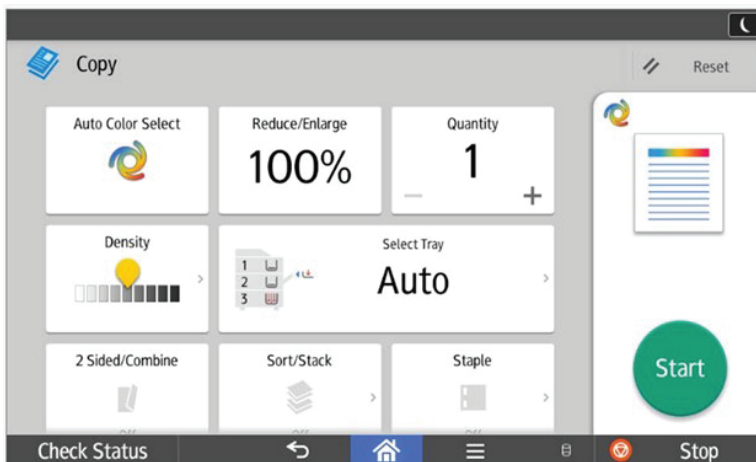 Copy
Reset
Auto Color Select
Reduce/Enlarge
100%
Quantity
1
Density
Select Tray
1
2
3
Auto
2 Sided/Combine
Sort/Stack
Staple
Start
Check Status
Stop